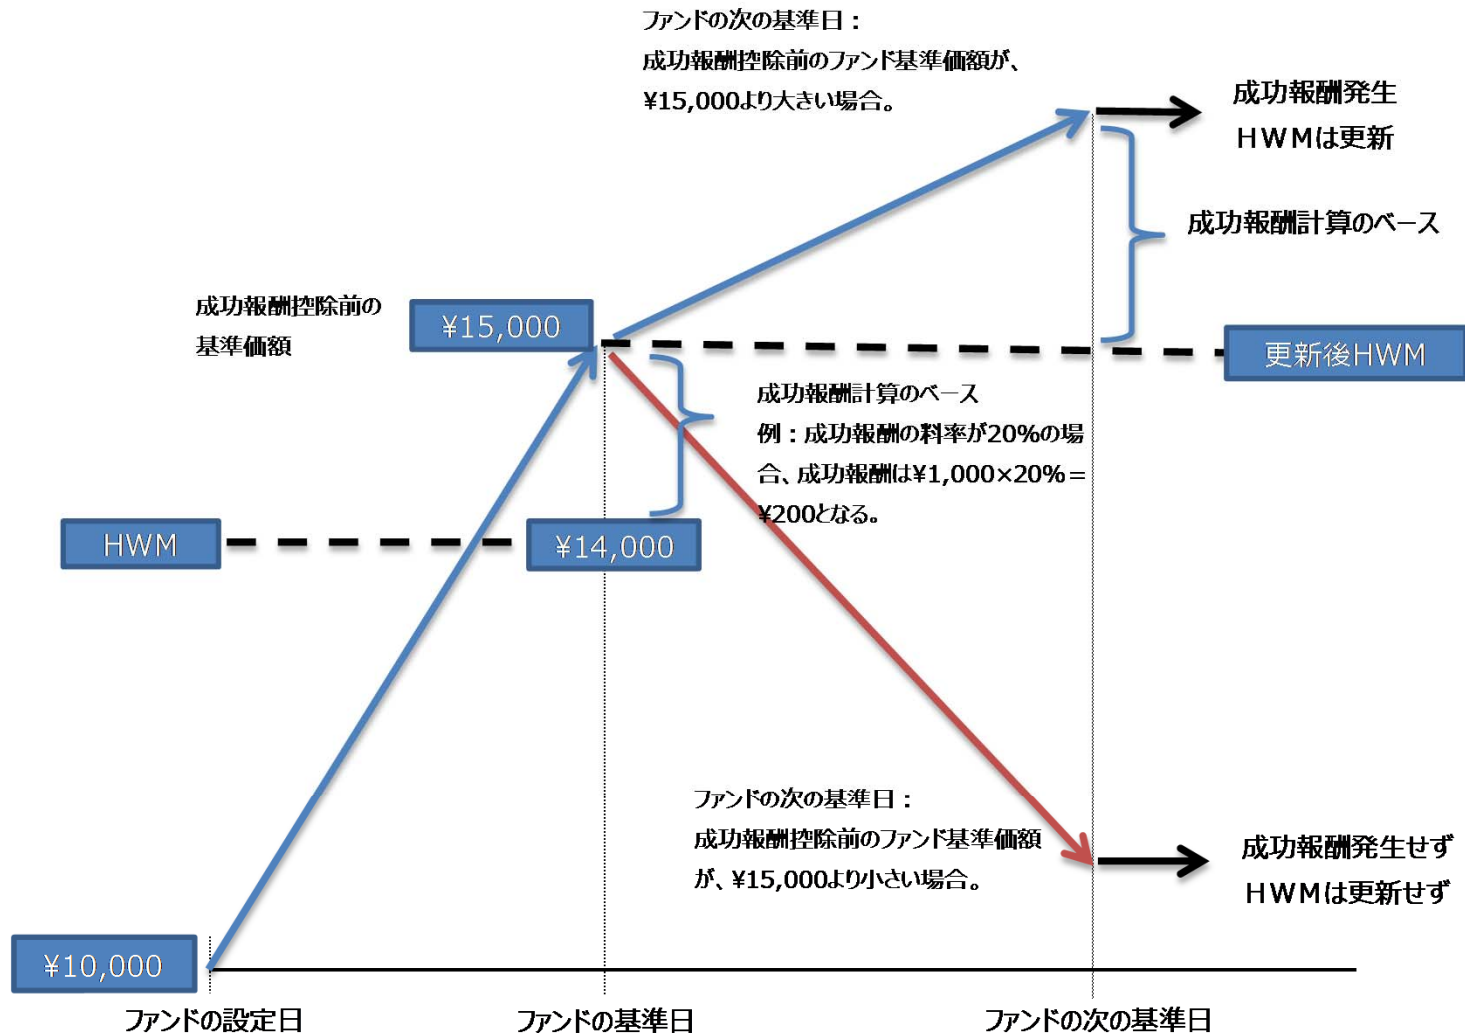 ファンドの次の基準日：
成功報酬控除前のファンド基準価額が、
¥15,000より大きい場合。
成功報酬発生
ＨＷＭは更新
成功報酬計算のベース
成功報酬控除前の
基準価額
¥15,000
更新後HWM
成功報酬計算のベース
例：成功報酬の料率が20%の場
合、成功報酬は¥1,000×20%＝
¥200となる。
HWM
¥14,000
ファンドの次の基準日：
成功報酬控除前のファンド基準価額
が、¥15,000より小さい場合。
成功報酬発生せず
ＨＷＭは更新せず
¥10,000
ファンドの設定日
ファンドの基準日
ファンドの次の基準日